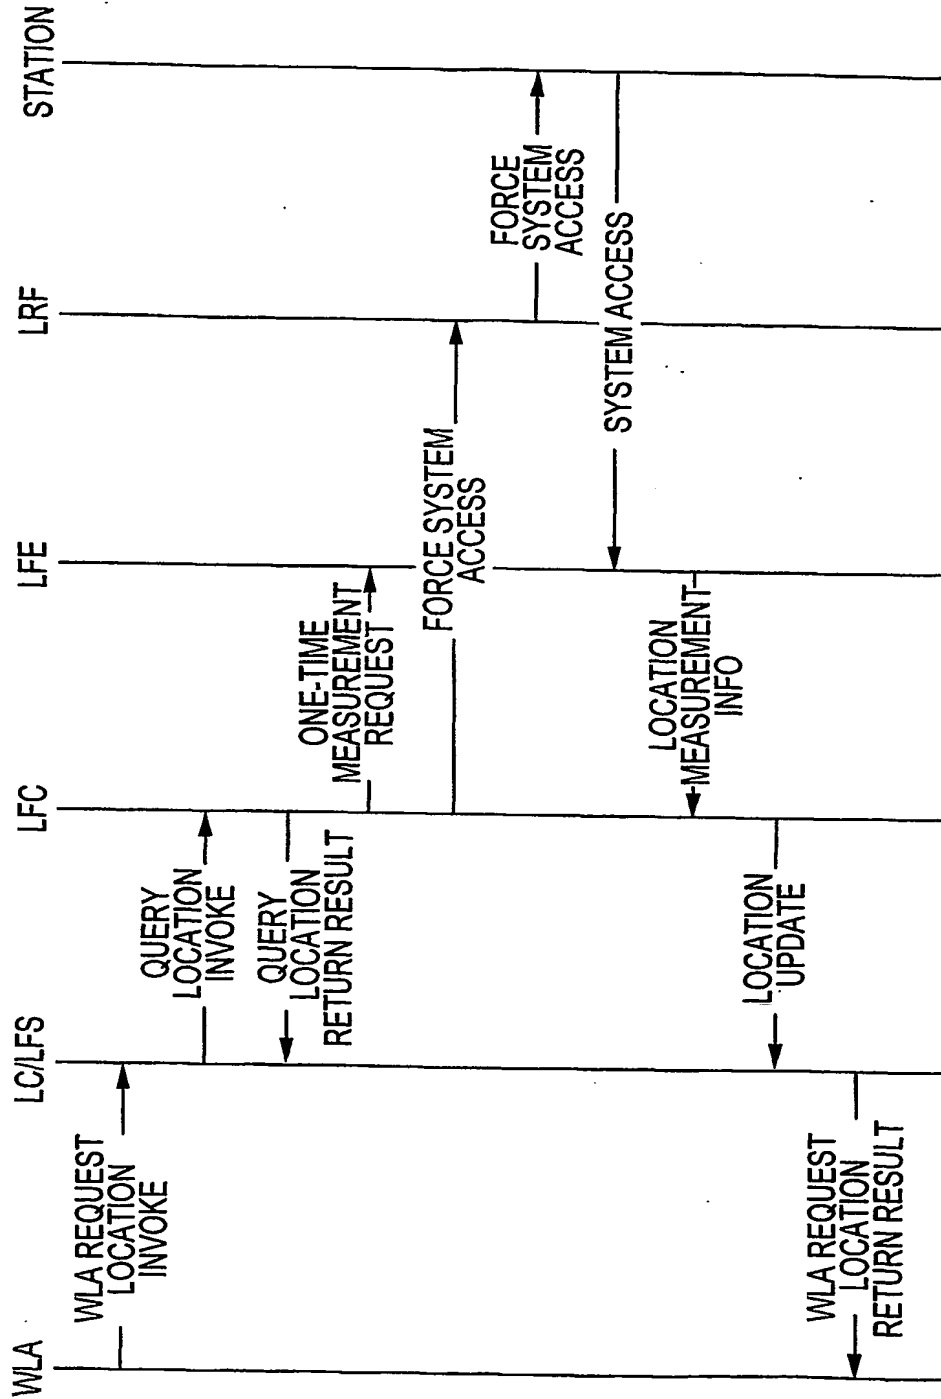 WLA
LC/LFS
LFC
LFE
LRF
STATION
WLA REQUEST
LOCATION
INVOKE
QUERY
LOCATION
INVOKE
QUERY
LOCATION
RETURN RESULT
ONE-TIME
MEASUREMENT
REQUEST
FORCE SYSTEM
ACCESS
FORCE
SYSTEM
ACCESS
SYSTEM ACCESS
LOCATION
MEASUREMENT
INFO
LOCATION
UPDATE
WLA REQUEST
LOCATION
RETURN RESULT